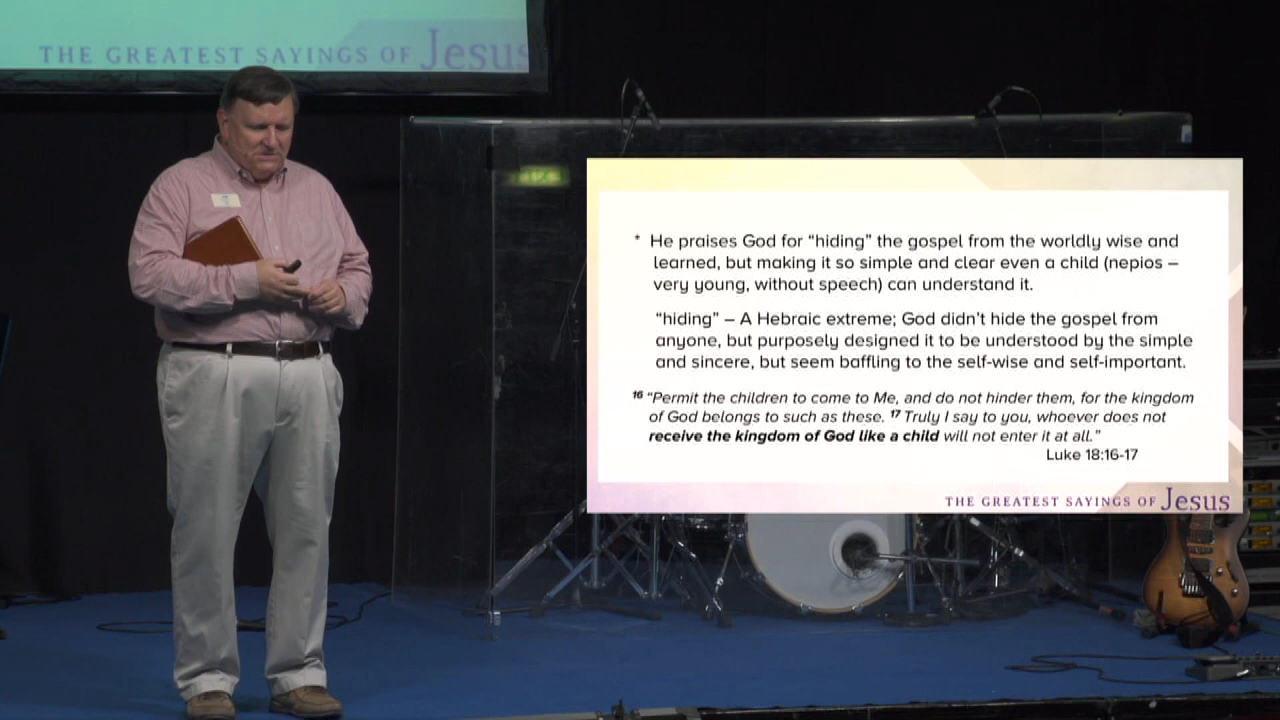 THE GREATEST SAYINGS OF Jesus
EXIT
* He praises God for “hiding” the gospel from the worldly wise and
learned, but making it so simple and clear even a child (nepios –
very young, without speech) can understand it.
“hiding” – A Hebraic extreme; God didn’t hide the gospel from
anyone, but purposely designed it to be understood by the simple
and sincere, but seem baffling to the self-wise and self-important.
16 “Permit the children to come to Me, and do not hinder them, for the kingdom
of God belongs to such as these. 17 Truly I say to you, whoever does not
receive the kingdom of God like a child will not enter it at all.”
Luke 18:16-17
THE GREATEST SAYINGS OF Jesus